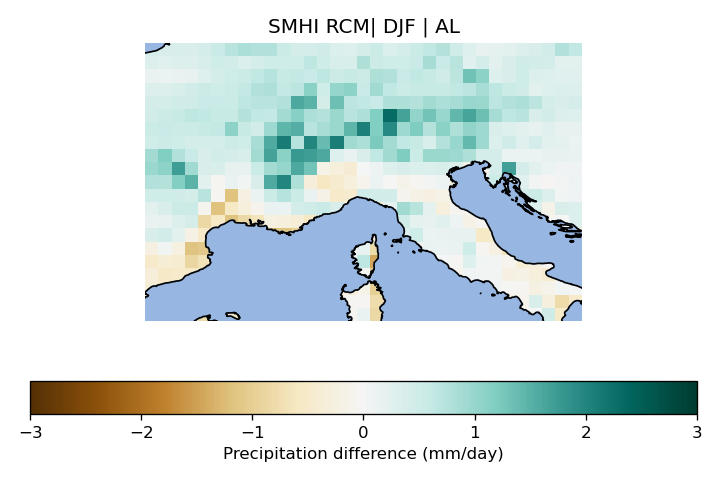 SMHI RCM| DJF | AL
−3 −2 −1 0 1 2 3
Precipitation difference (mm/day)